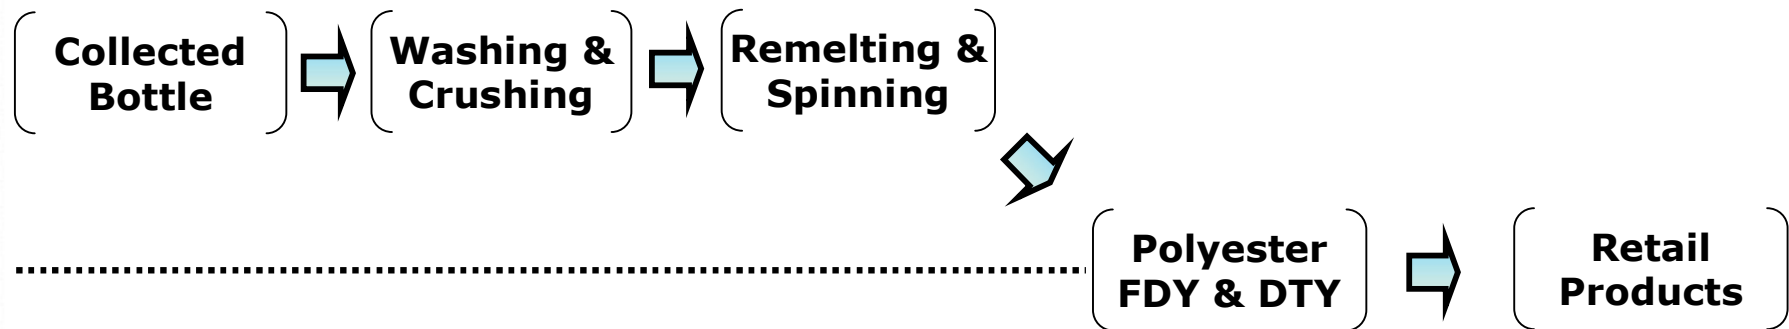 Collected
Bottle
Washing &
Crushing
Remelting &
Spinning
Polyester
FDY & DTY
Retail
Products